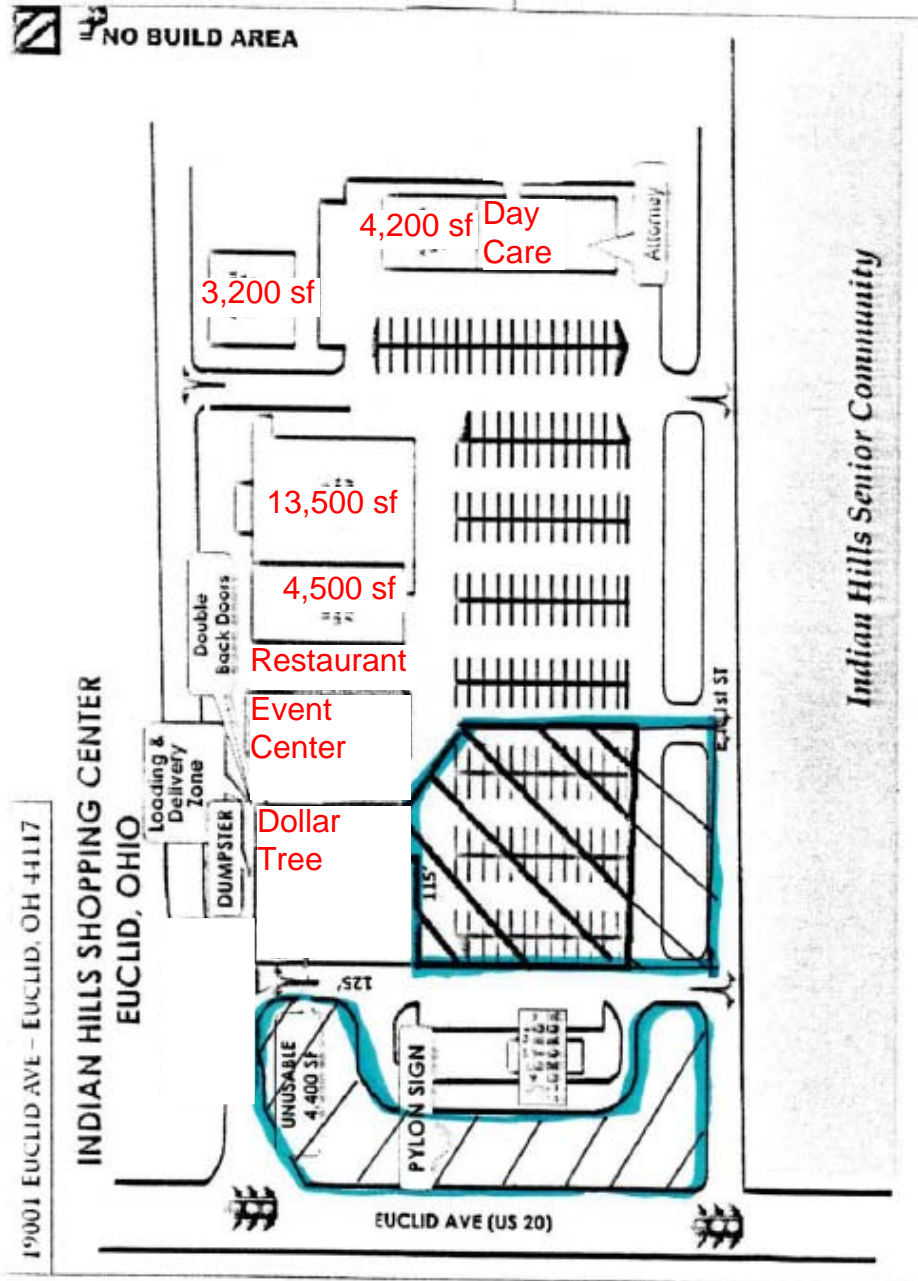 NO BUILD AREA
19001 EUCLID AVE – EUCLID, OH 44117
INDIAN HILLS SHOPPING CENTER
EUCLID, OHIO
Loading &
Delivery
Zone
Double
Back Doors
DUMPSTER
3,200 sf
4,200 sf
Day
Care
Attorney
13,500 sf
4,500 sf
Restaurant
Event
Center
Dollar
Tree
115'
125'
UNUSABLE
4,400 SF
PYLON SIGN
EUCLID AVE (US 20)
Indian Hills Senior Community